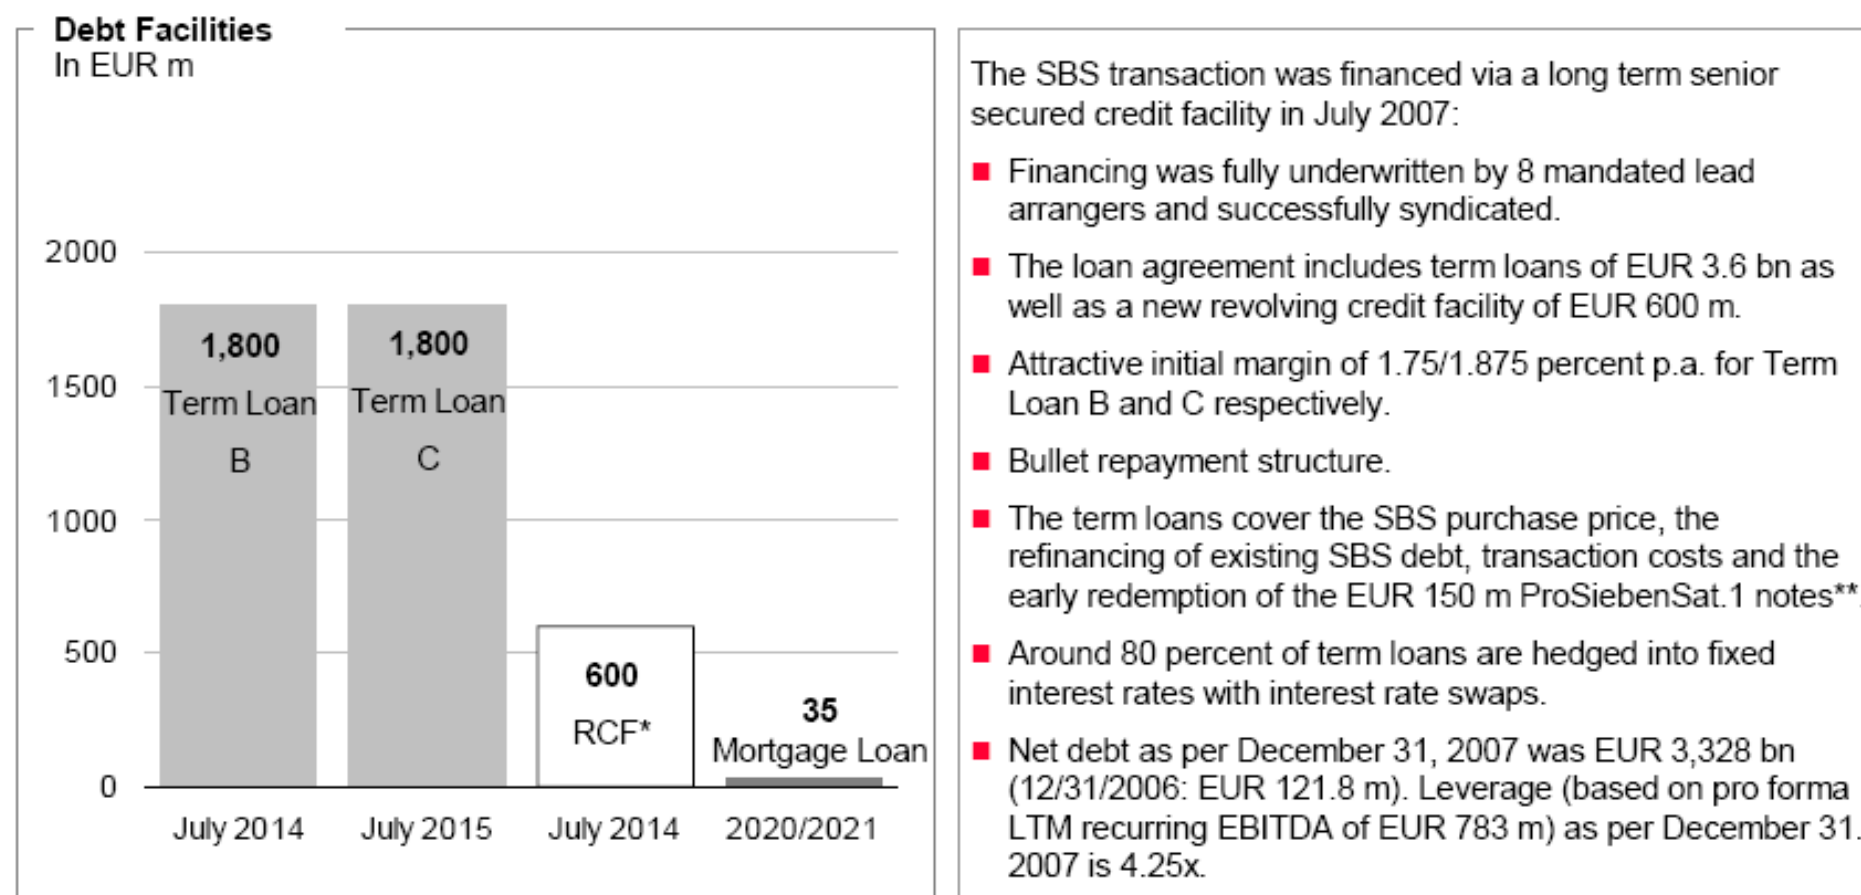 Debt Facilities
In EUR m
2000
1500
1000
500
0
1,800
Term Loan
B
1,800
Term Loan
C
600
RCF*
35
Mortgage Loan
July 2014
July 2015
July 2014
2020/2021
The SBS transaction was financed via a long term senior
secured credit facility in July 2007:
Financing was fully underwritten by 8 mandated lead
arrangers and successfully syndicated.
The loan agreement includes term loans of EUR 3.6 bn as
well as a new revolving credit facility of EUR 600 m.
Attractive initial margin of 1.75/1.875 percent p.a. for Term
Loan B and C respectively.
Bullet repayment structure.
The term loans cover the SBS purchase price, the
refinancing of existing SBS debt, transaction costs and the
early redemption of the EUR 150 m ProSiebenSat.1 notes**.
Around 80 percent of term loans are hedged into fixed
interest rates with interest rate swaps.
Net debt as per December 31, 2007 was EUR 3,328 bn
(12/31/2006: EUR 121.8 m). Leverage (based on pro forma
LTM recurring EBITDA of EUR 783 m) as per December 31.
2007 is 4.25x.